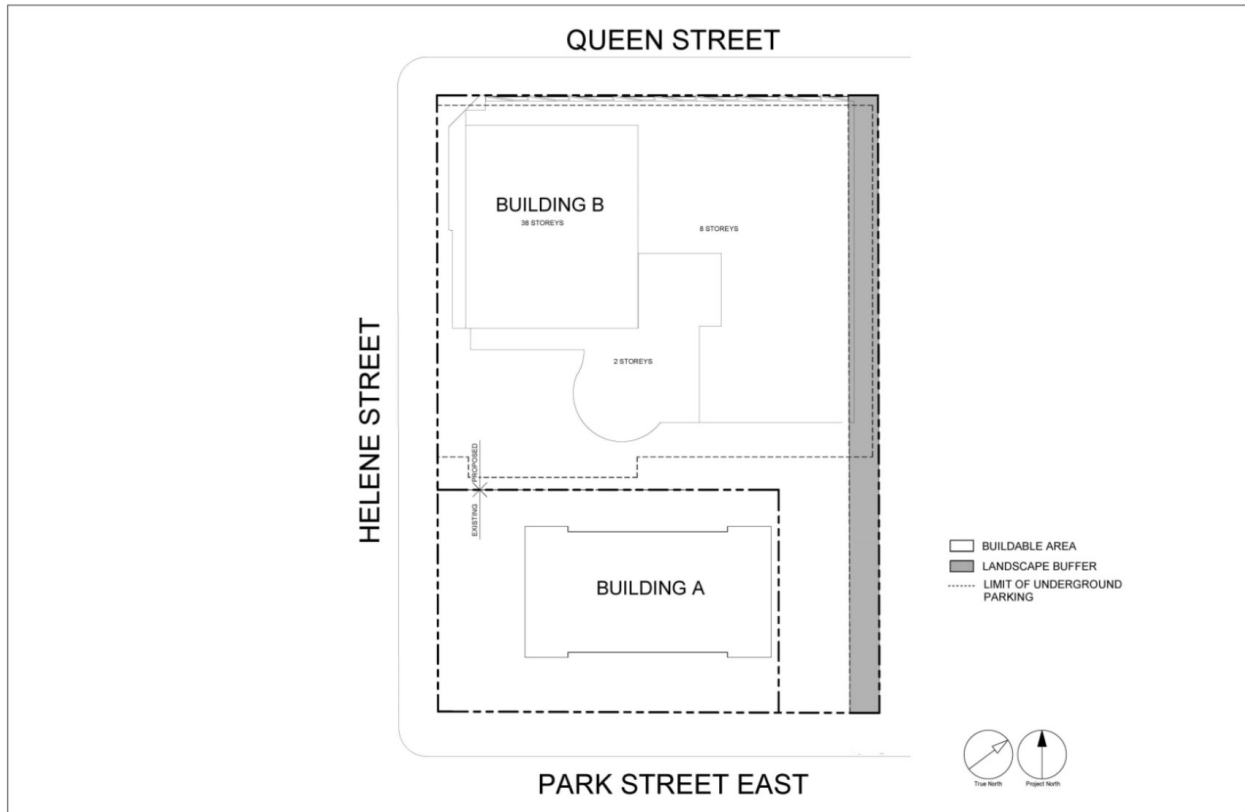 QUEEN STREET
BUILDING B
38 STOREYS
8 STOREYS
2 STOREYS
HELENE STREET
PROPOSED
EXISTING
BUILDING A
BUILDABLE AREA
LANDSCAPE BUFFER
LIMIT OF UNDERGROUND
PARKING
True North
Project North
PARK STREET EAST